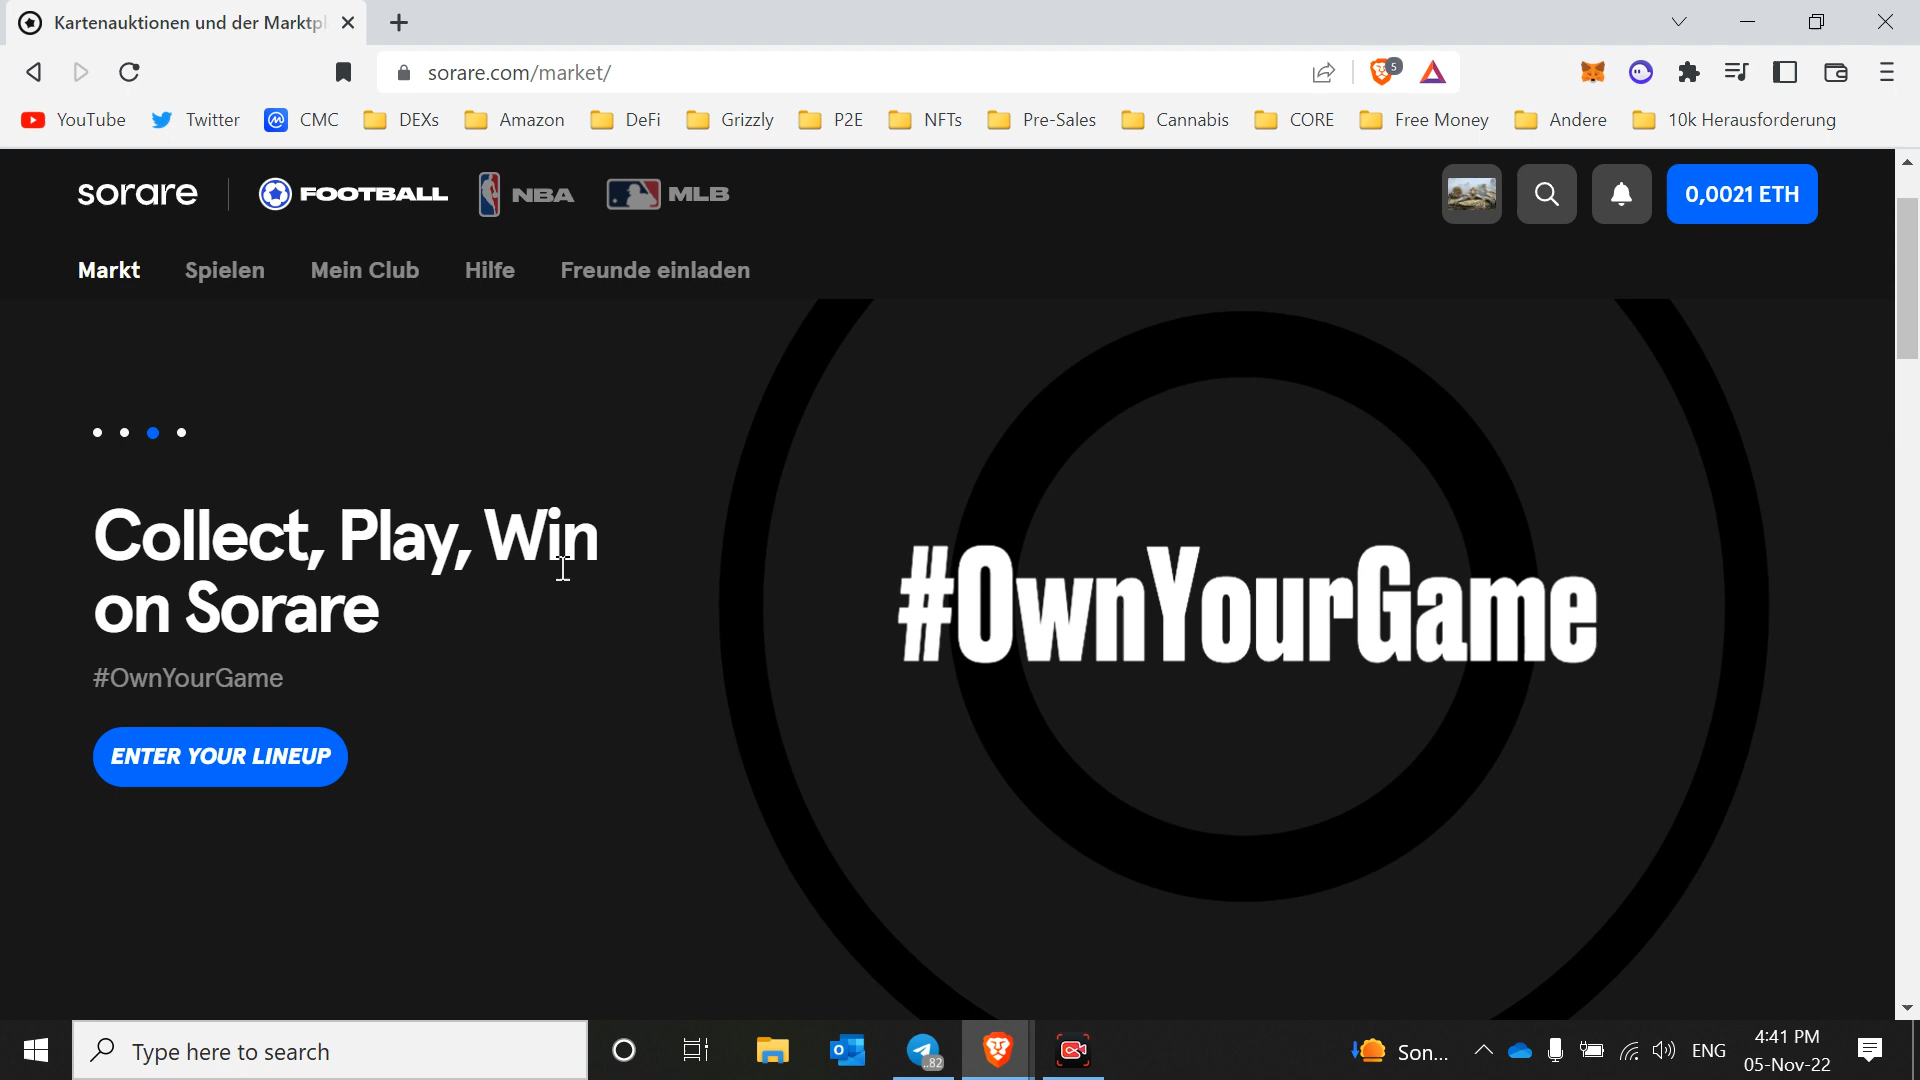 Kartenauktionen und der Marktpl
sorare.com/market/
5
YouTube Twitter CMC DEXs Amazon DeFi Grizzly P2E NFTs Pre-Sales Cannabis CORE Free Money Andere 10k Herausforderung
sorare FOOTBALL NBA MLB 0,0021 ETH
Markt Spielen Mein Club Hilfe Freunde einladen
Collect, Play, Win
on Sorare
#OwnYourGame
ENTER YOUR LINEUP
#OwnYourGame
Type here to search
..82
Son...
ENG
4:41 PM
05-Nov-22